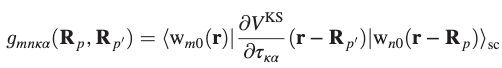 g_{mnκα}(𝐑_p, 𝐑_{p′}) = ⟨w_{m0}(𝐫)|∂V^{KS}/∂τ_{κα}(𝐫 − 𝐑_{p′})|w_{n0}(𝐫 − 𝐑_p)⟩_{sc}